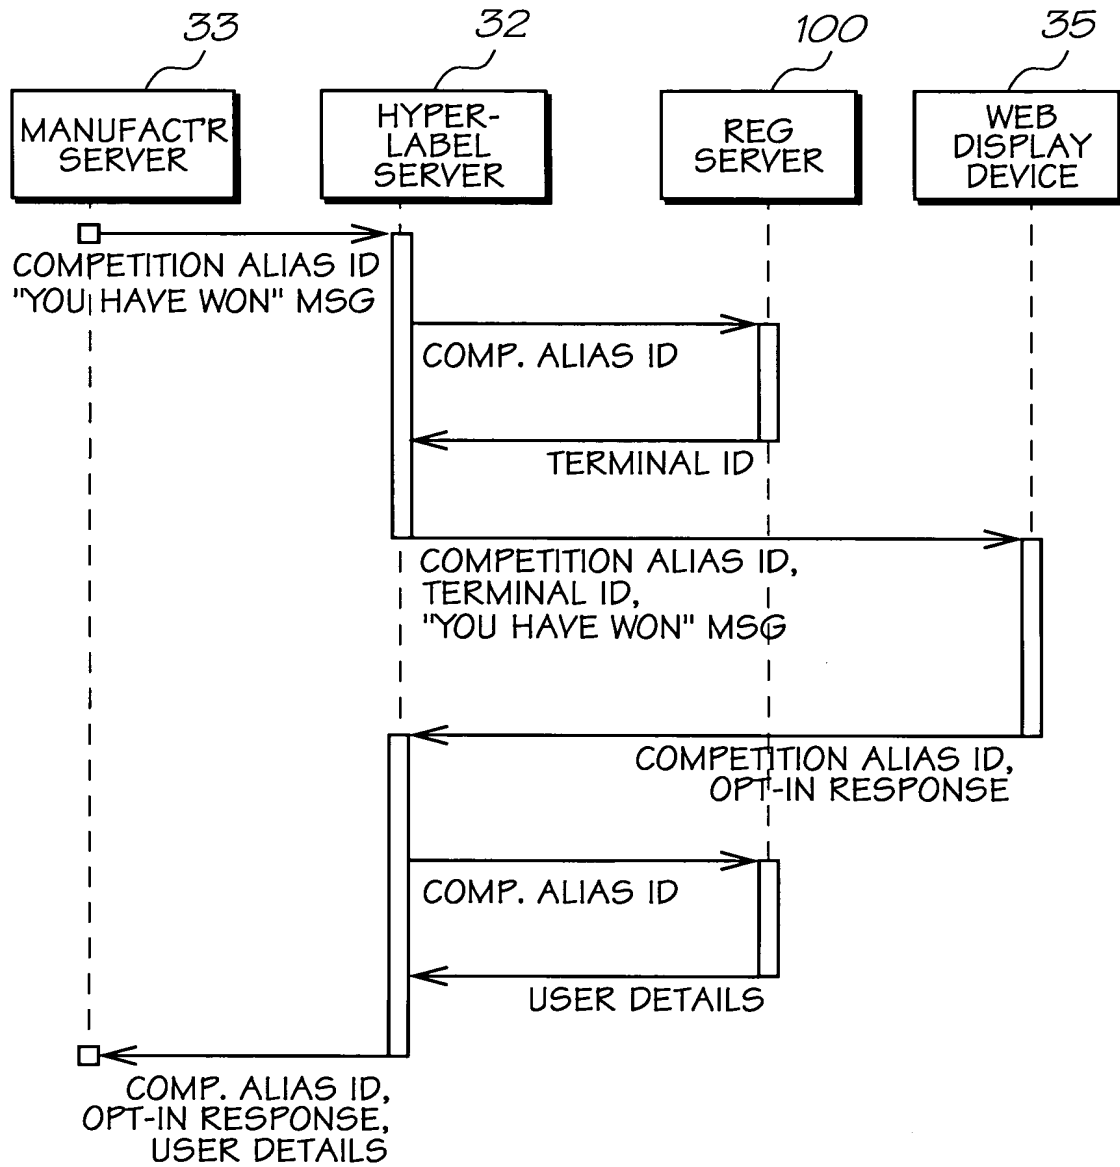 33
32
100
35
MANUFACT'R
SERVER
HYPER-
LABEL
SERVER
REG
SERVER
WEB
DISPLAY
DEVICE
COMPETITION ALIAS ID
"YOU HAVE WON" MSG
COMP. ALIAS ID
TERMINAL ID
COMPETITION ALIAS ID,
TERMINAL ID,
"YOU HAVE WON" MSG
COMPETITION ALIAS ID,
OPT-IN RESPONSE
COMP. ALIAS ID
USER DETAILS
COMP. ALIAS ID,
OPT-IN RESPONSE,
USER DETAILS